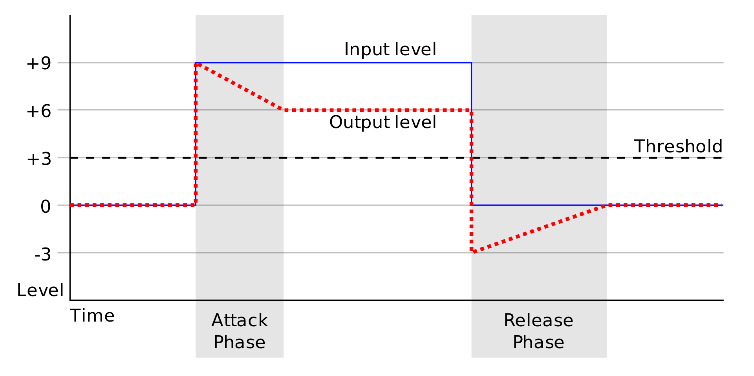 Input level
+9
+6
Output level
Threshold
+3
0
-3
Level
Time
Attack
Phase
Release
Phase